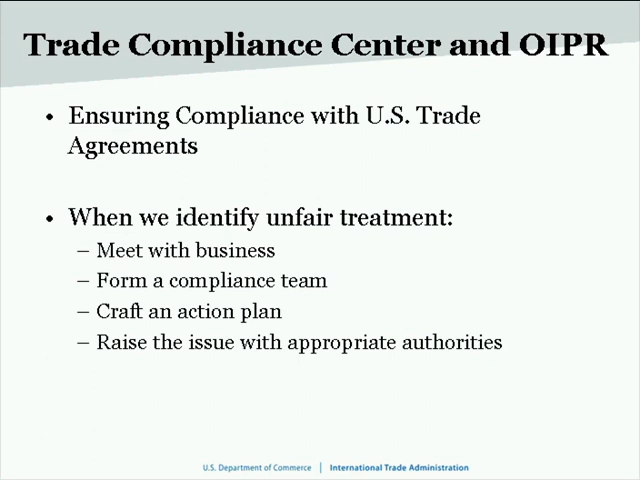 Trade Compliance Center and OIPR
• Ensuring Compliance with U.S. Trade
Agreements
• When we identify unfair treatment:
– Meet with business
– Form a compliance team
– Craft an action plan
– Raise the issue with appropriate authorities
U.S. Department of Commerce | International Trade Administration